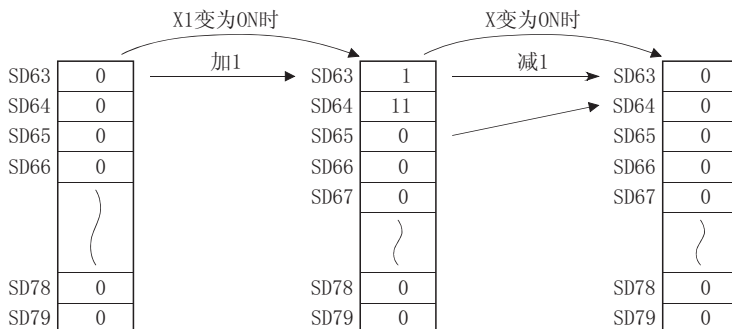 X1变为ON时 X变为ON时
加1 减1
SD63 0 SD63 1 SD63 0
SD64 0 SD64 11 SD64 0
SD65 0 SD65 0 SD65 0
SD66 0 SD66 0 SD66 0
SD67 0 SD67 0
SD78 0 SD78 0 SD78 0
SD79 0 SD79 0 SD79 0